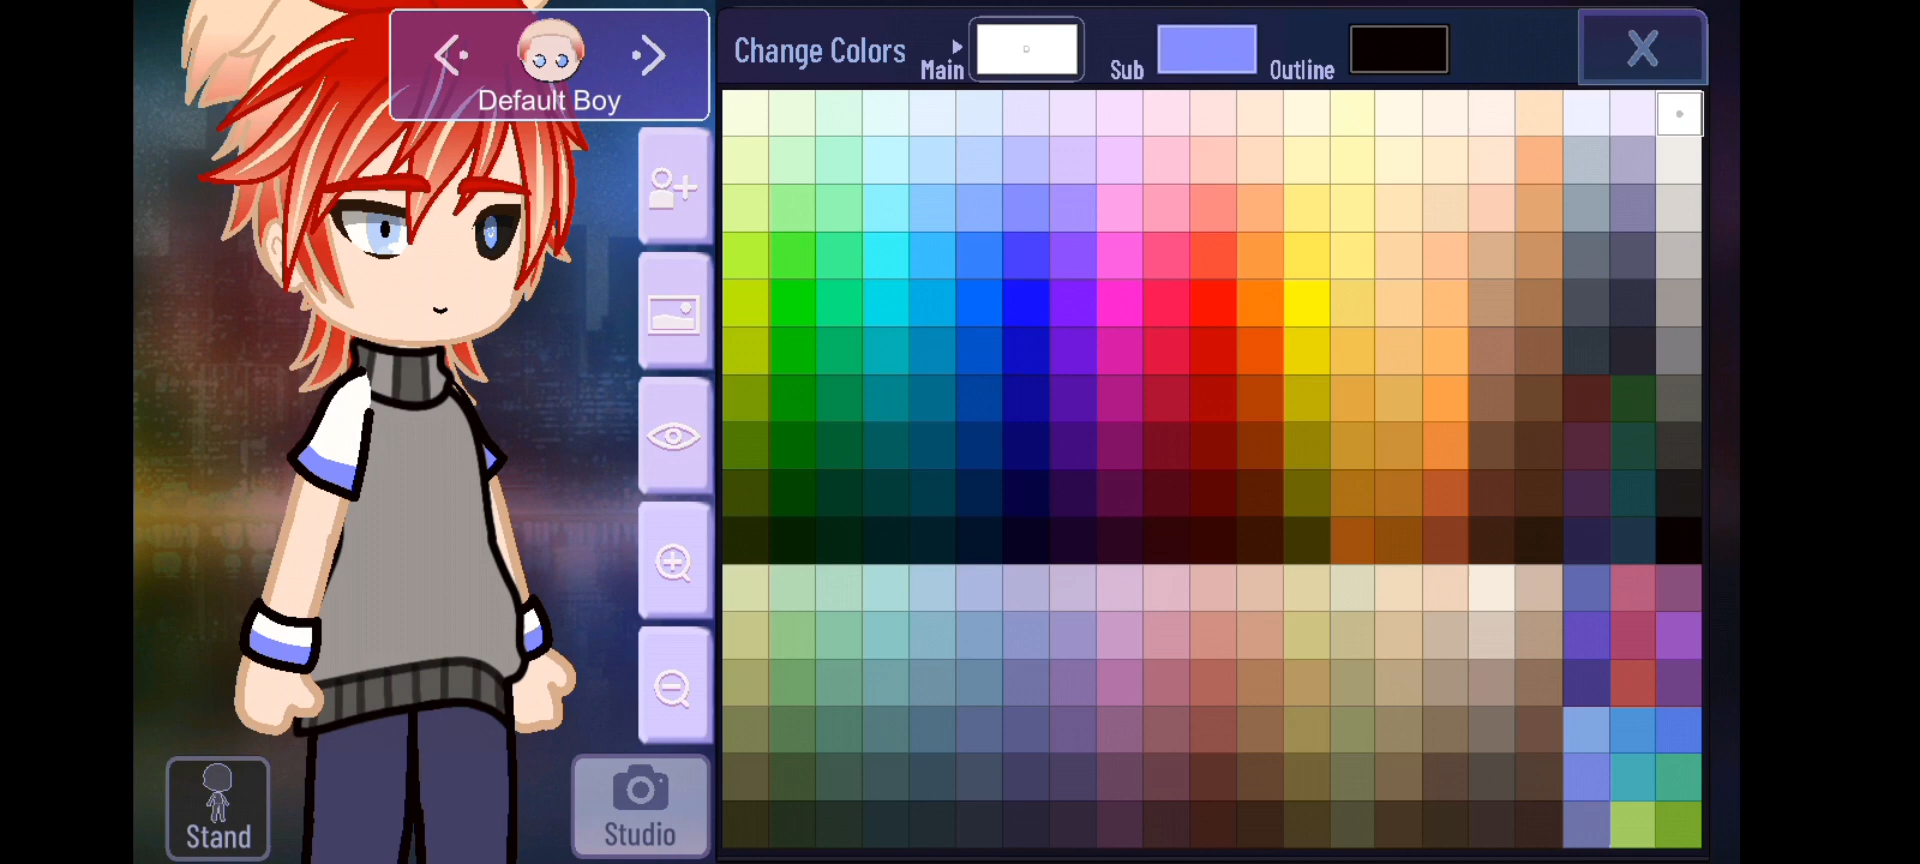 Default Boy
Change Colors
Main
Sub
Outline
X
Stand
Studio